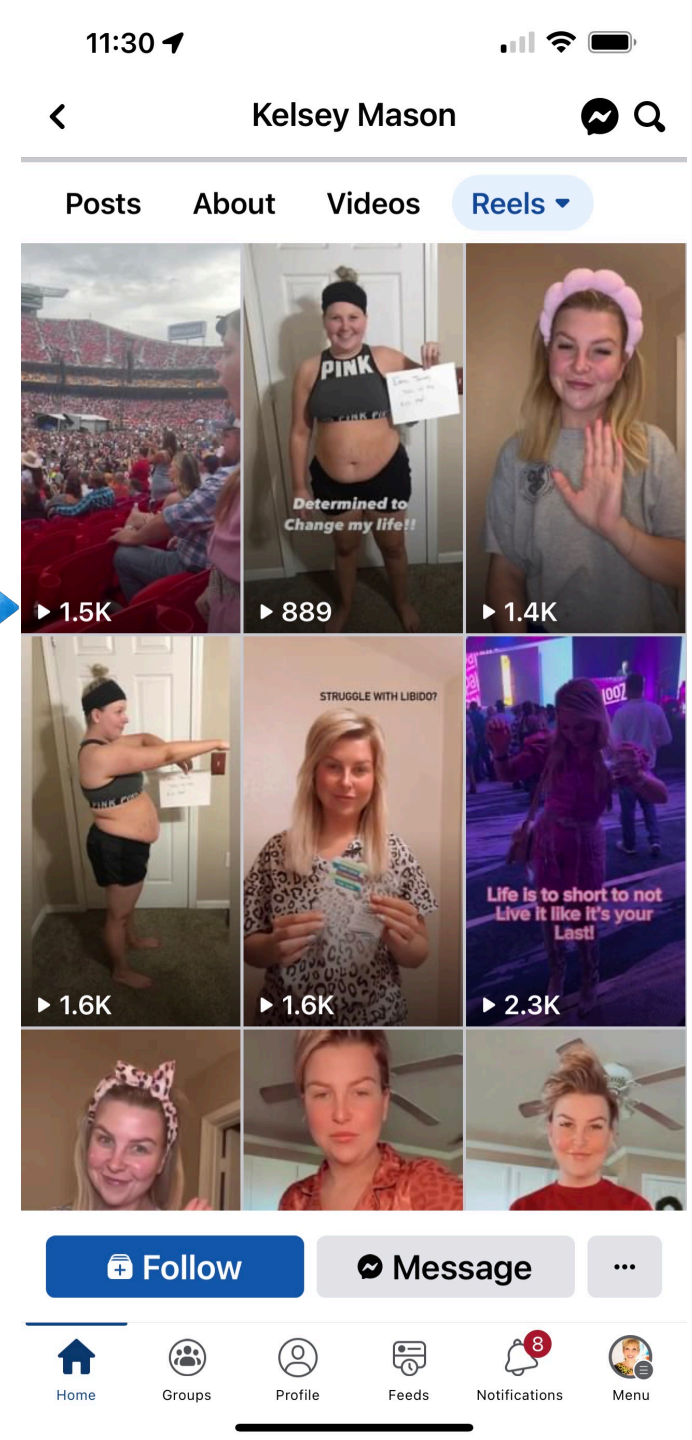 11:30
Kelsey Mason
Posts About Videos Reels
PINK
Determined to
Change my life!!
1.5K
889
1.4K
STRUGGLE WITH LIBIDO?
Life is to short to not
Live it like it's your
Last!
1.6K
1.6K
2.3K
Follow
Message
8
Home
Groups
Profile
Feeds
Notifications
Menu